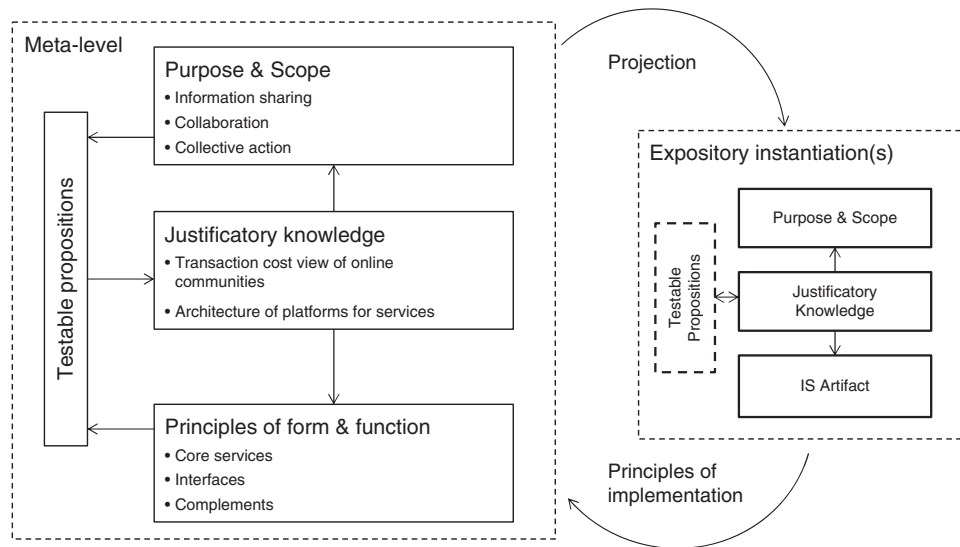 Meta-level
Purpose & Scope
• Information sharing
• Collaboration
• Collective action
Testable propositions
Justificatory knowledge
• Transaction cost view of online
communities
• Architecture of platforms for services
Principles of form & function
• Core services
• Interfaces
• Complements
Projection
Expository instantiation(s)
Purpose & Scope
Testable
Propositions
Justificatory
Knowledge
IS Artifact
Principles of
implementation